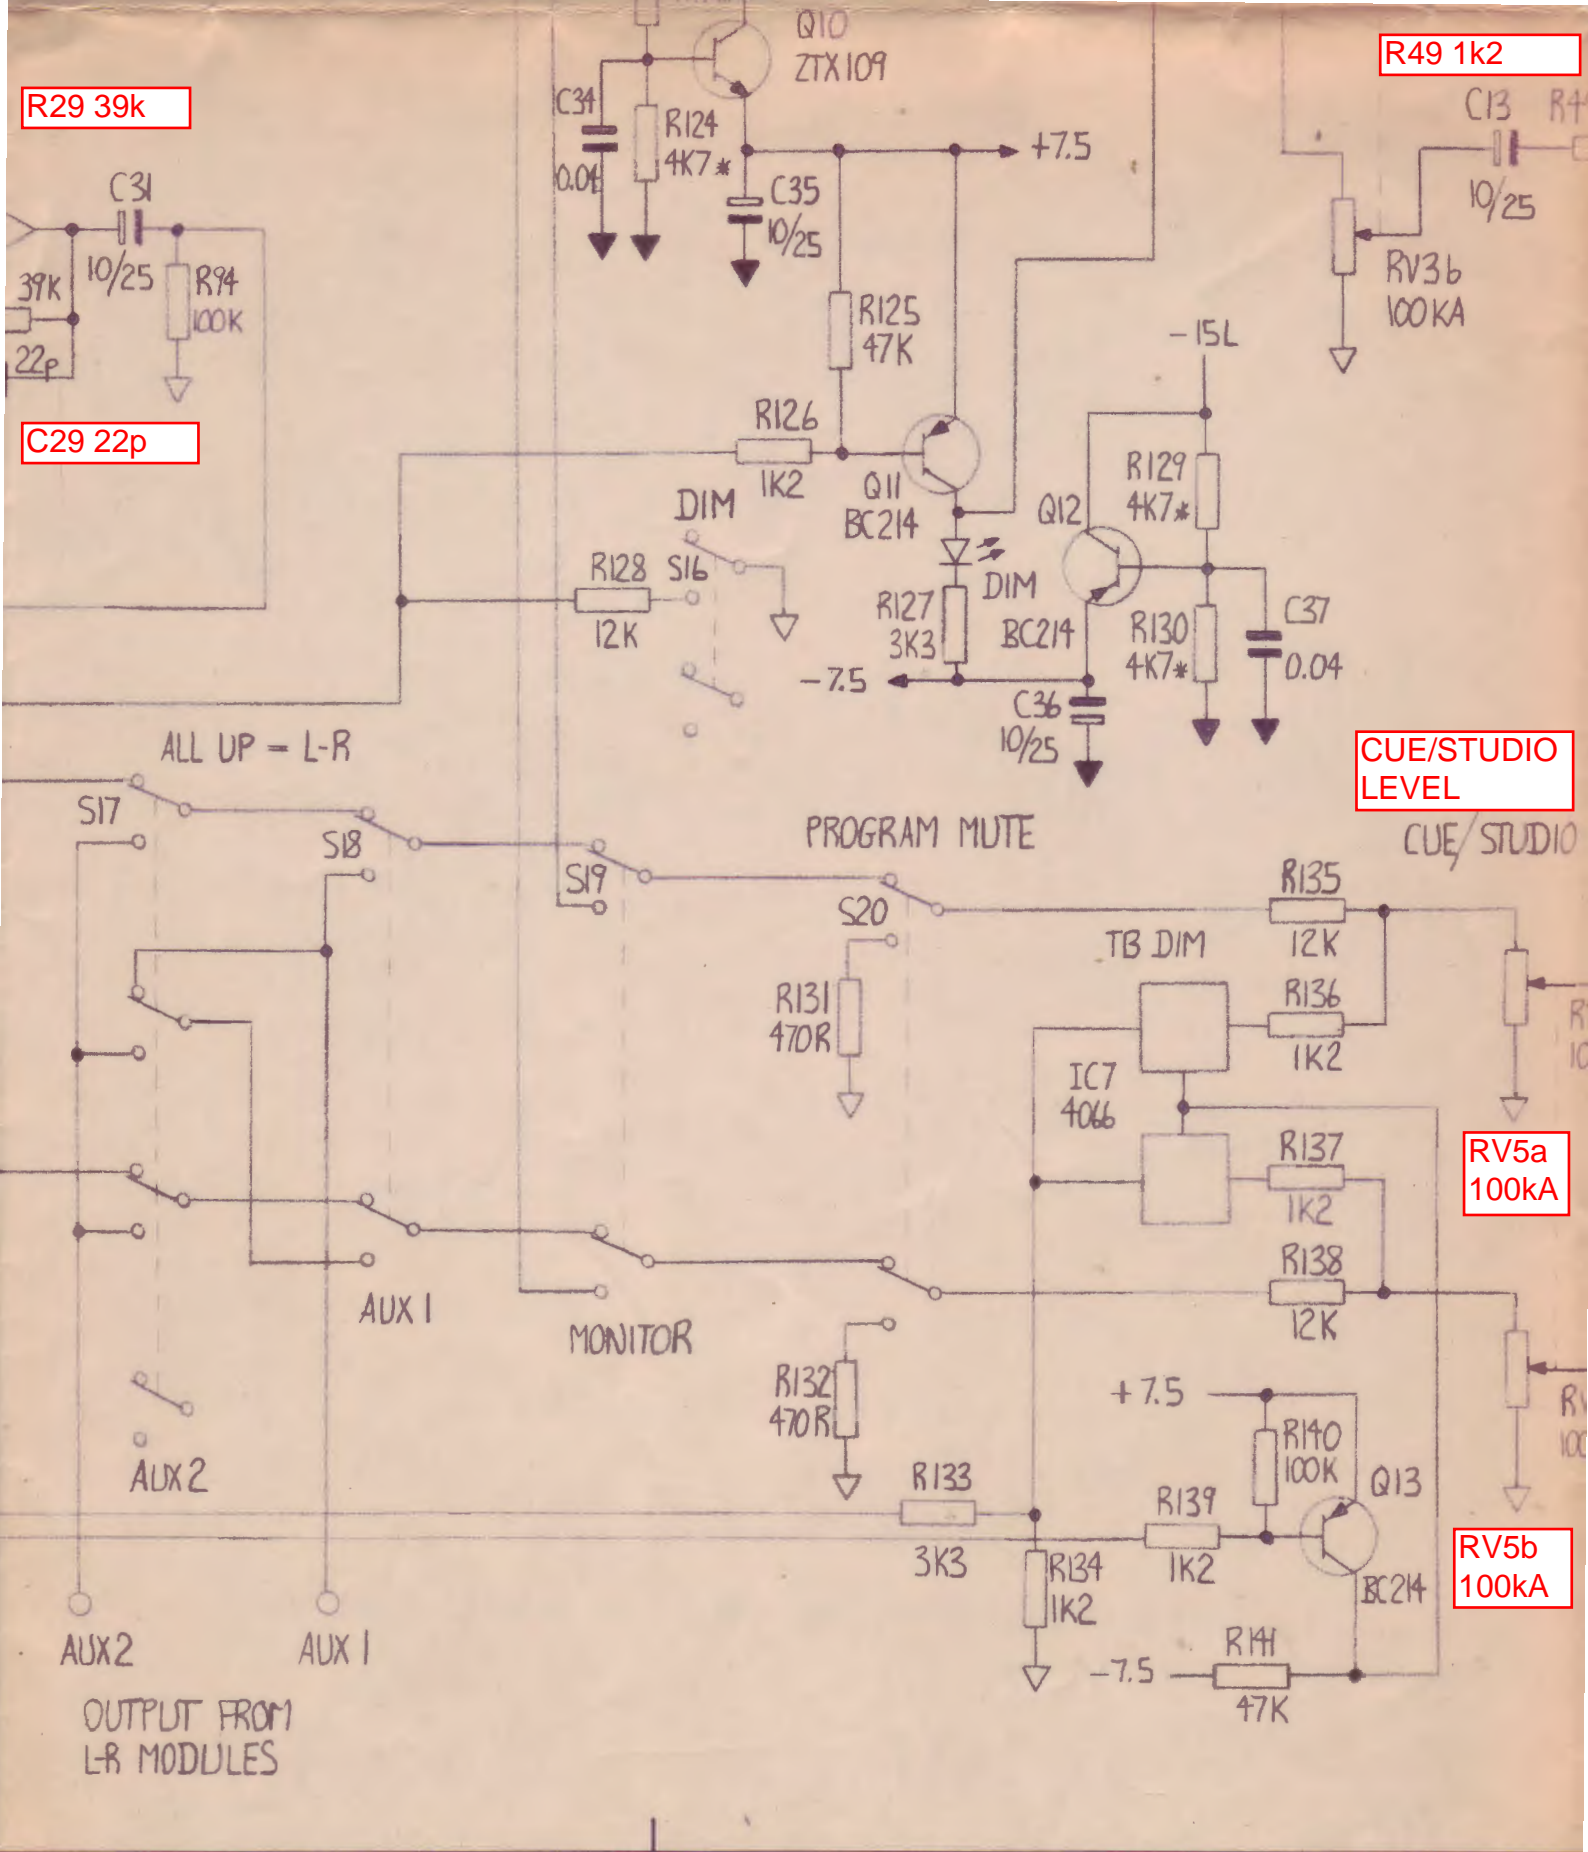 Q10
ZTX109
R49 1k2
R29 39k
C34
R124
4K7*
0.04
+7.5
C13
10/25
C31
10/25
C35
10/25
39K
R94
100K
22p
RV3b
100KA
R125
47K
-15L
C29 22p
R126
1K2
Q11
BC214
R129
4K7*
Q12
DIM
R128
12K
S16
R127
3K3
DIM
BC214
R130
4K7*
C37
0.04
-7.5
C36
10/25
ALL UP = L-R
CUE/STUDIO
LEVEL
S17
S18
S19
PROGRAM MUTE
CUE/STUDIO
S20
R135
12K
TB DIM
R131
470R
R136
1K2
IC7
4066
R137
1K2
RV5a
100kA
R138
12K
AUX 1
MONITOR
R132
470R
+7.5
R140
100K
Q13
AUX 2
R133
3K3
R139
1K2
R134
1K2
BC214
RV5b
100kA
AUX 2
AUX 1
-7.5
R141
47K
OUTPUT FROM
L-R MODULES